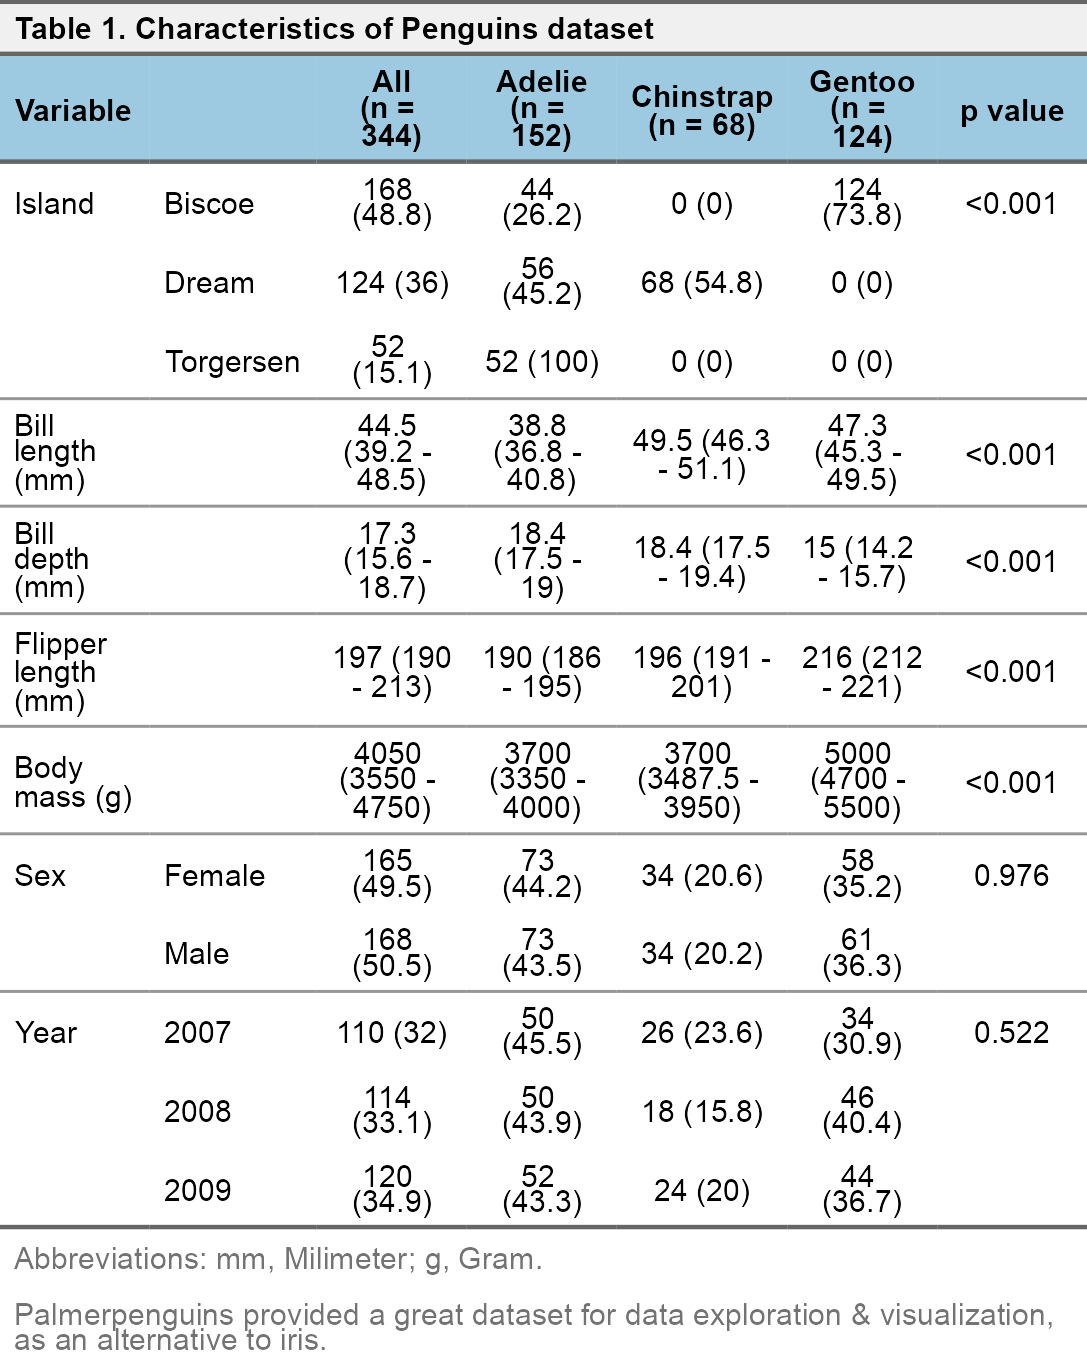 Table 1. Characteristics of Penguins dataset
Variable All (n = 344) Adelie (n = 152) Chinstrap (n = 68) Gentoo (n = 124) p value
Island Biscoe 168 (48.8) 44 (26.2) 0 (0) 124 (73.8) <0.001
Dream 124 (36) 56 (45.2) 68 (54.8) 0 (0)
Torgersen 52 (15.1) 52 (100) 0 (0) 0 (0)
Bill length (mm) 44.5 (39.2 - 48.5) 38.8 (36.8 - 40.8) 49.5 (46.3 - 51.1) 47.3 (45.3 - 49.5) <0.001
Bill depth (mm) 17.3 (15.6 - 18.7) 18.4 (17.5 - 19) 18.4 (17.5 - 19.4) 15 (14.2 - 15.7) <0.001
Flipper length (mm) 197 (190 - 213) 190 (186 - 195) 196 (191 - 201) 216 (212 - 221) <0.001
Body mass (g) 4050 (3550 - 4750) 3700 (3350 - 4000) 3700 (3487.5 - 3950) 5000 (4700 - 5500) <0.001
Sex Female 165 (49.5) 73 (44.2) 34 (20.6) 58 (35.2) 0.976
Male 168 (50.5) 73 (43.5) 34 (20.2) 61 (36.3)
Year 2007 110 (32) 50 (45.5) 26 (23.6) 34 (30.9) 0.522
2008 114 (33.1) 50 (43.9) 18 (15.8) 46 (40.4)
2009 120 (34.9) 52 (43.3) 24 (20) 44 (36.7)
Abbreviations: mm, Milimeter; g, Gram.
Palmerpenguins provided a great dataset for data exploration & visualization,
as an alternative to iris.